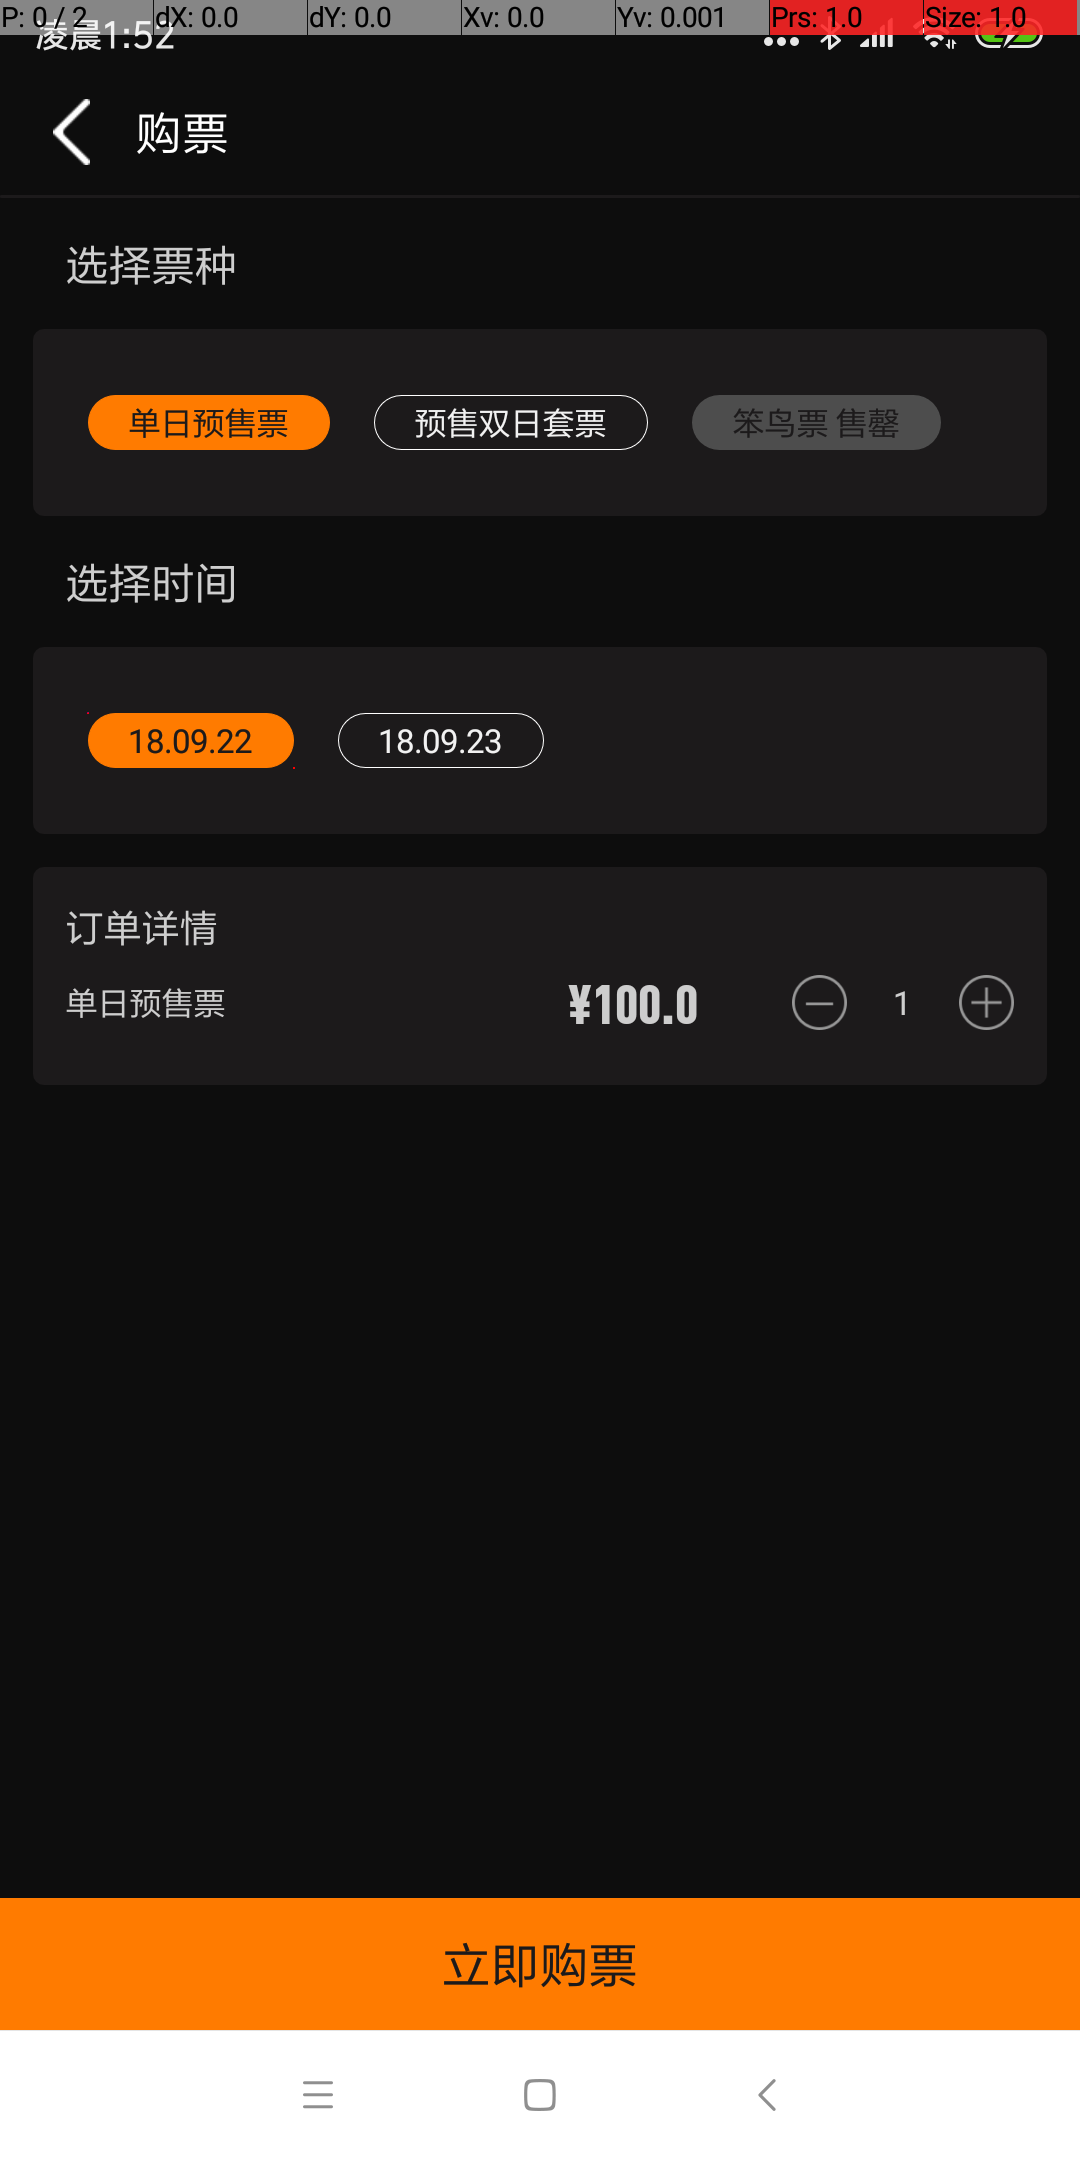 P: 0 / 2 dX: 0.0 dY: 0.0 Xv: 0.0 Yv: 0.001 Prs: 1.0 Size: 1.0
凌晨1:52
购票
选择票种
单日预售票 预售双日套票 笨鸟票 售罄
选择时间
18.09.22 18.09.23
订单详情
单日预售票 ¥100.0 1
立即购票